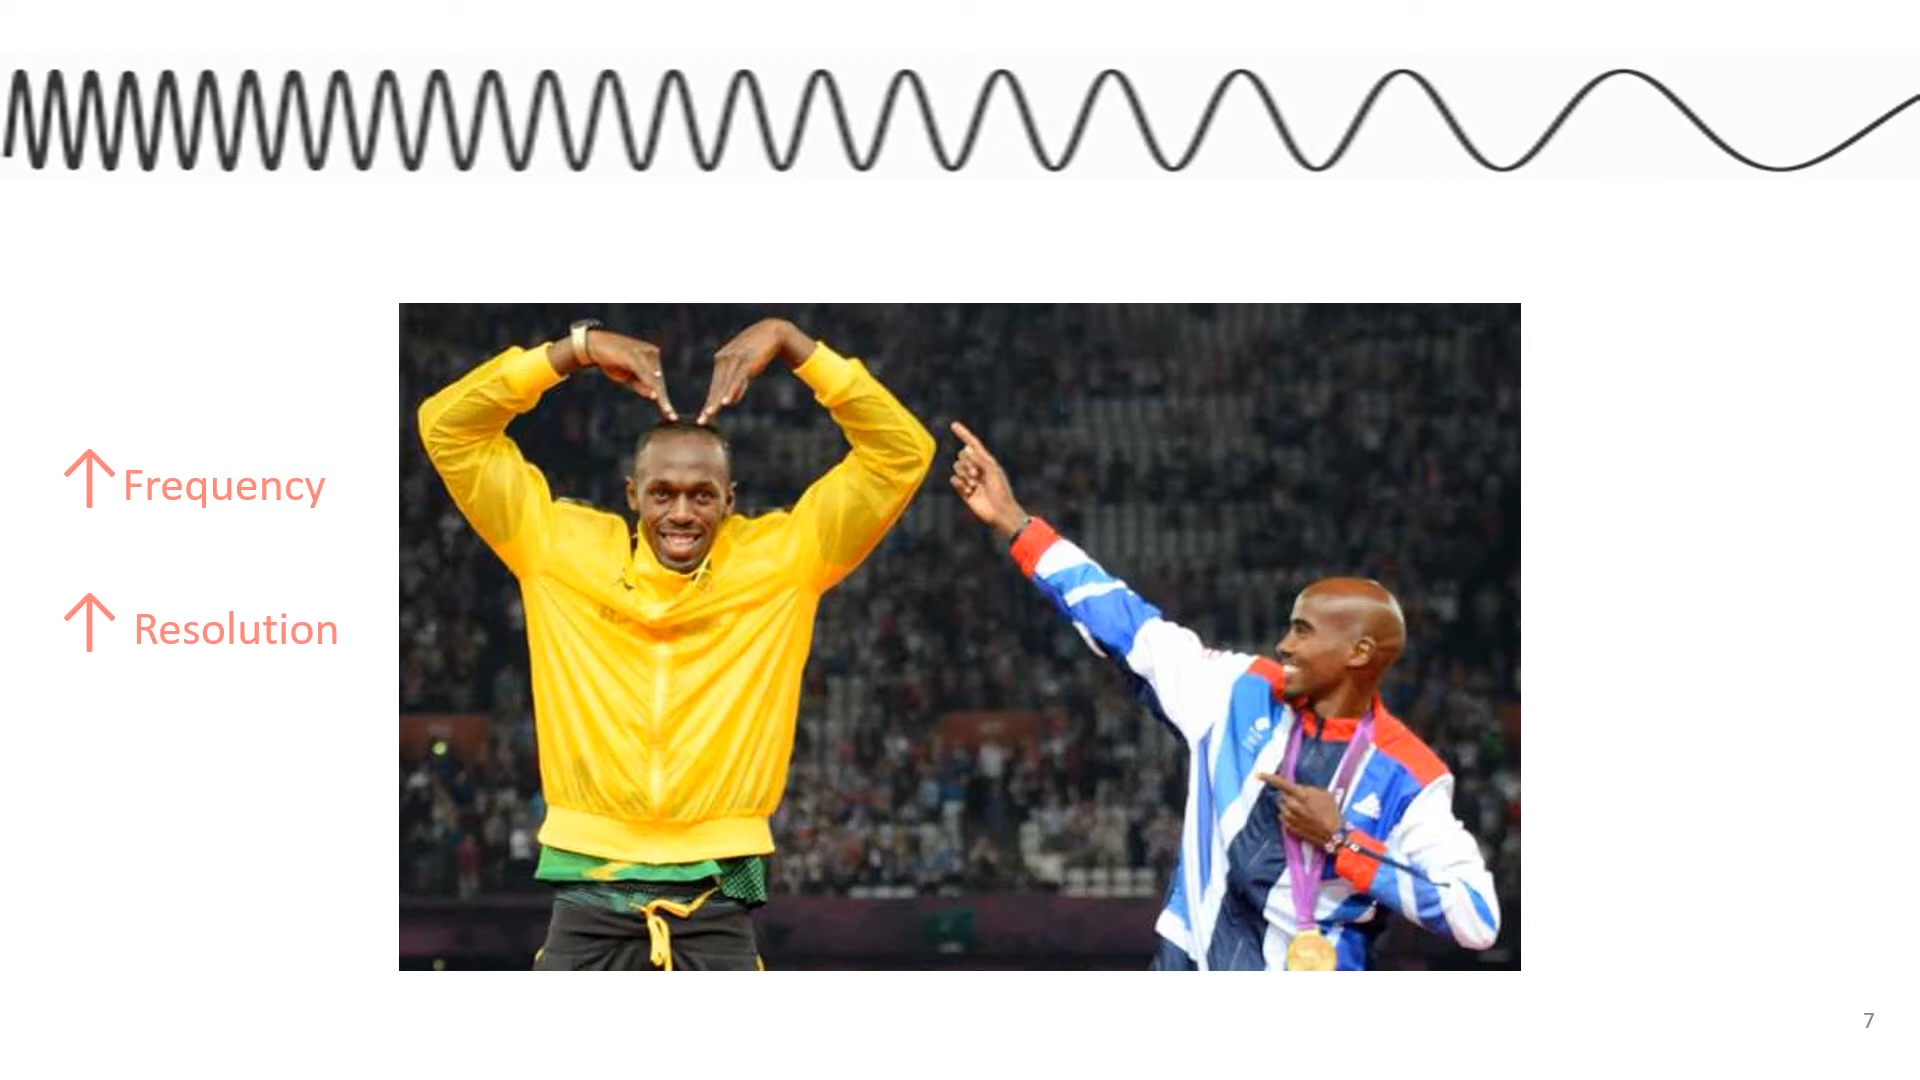 ↑ Frequency
↑ Resolution
7